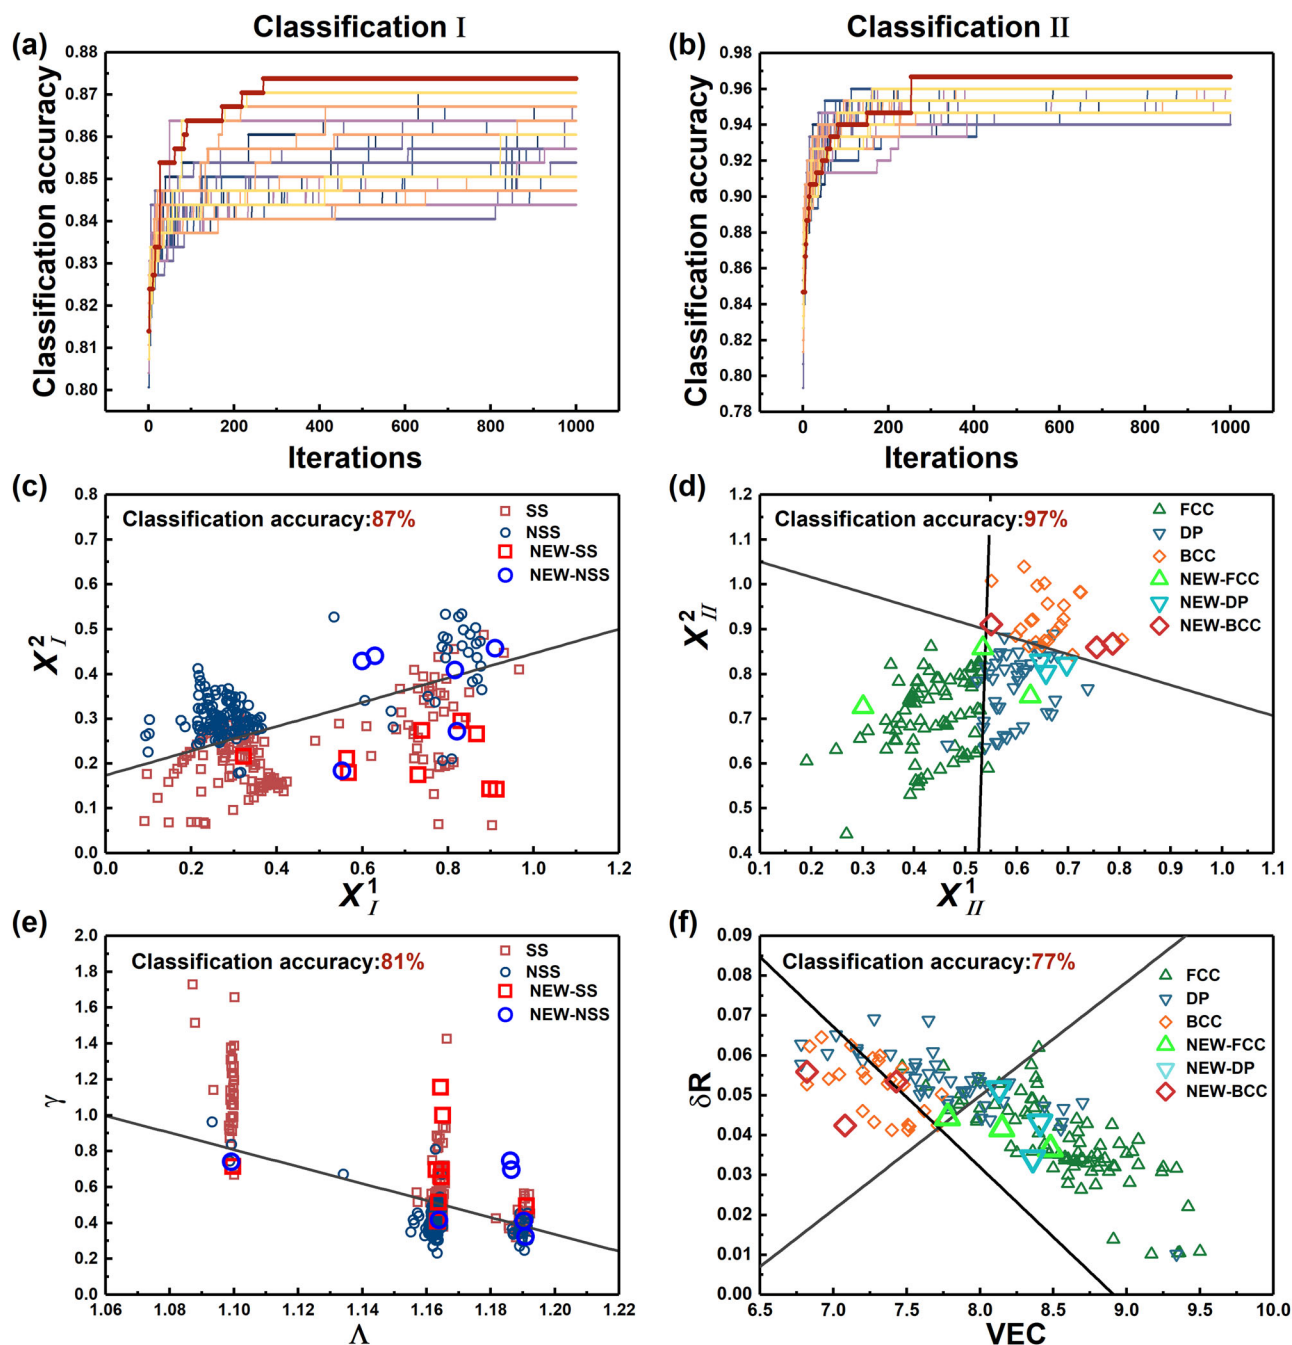 Classification I
(a)
Classification accuracy
0.88
0.87
0.86
0.85
0.84
0.83
0.82
0.81
0.80
0 200 400 600 800 1000
Iterations
Classification II
(b)
Classification accuracy
0.98
0.96
0.94
0.92
0.90
0.88
0.86
0.84
0.82
0.80
0.78
0 200 400 600 800 1000
Iterations
(c)
Classification accuracy:87%
SS
NSS
NEW-SS
NEW-NSS
X²_I
0.8
0.7
0.6
0.5
0.4
0.3
0.2
0.1
0.0
0.0 0.2 0.4 0.6 0.8 1.0 1.2
X¹_I
(d)
Classification accuracy:97%
FCC
DP
BCC
NEW-FCC
NEW-DP
NEW-BCC
X²_II
1.2
1.1
1.0
0.9
0.8
0.7
0.6
0.5
0.4
0.1 0.2 0.3 0.4 0.5 0.6 0.7 0.8 0.9 1.0 1.1
X¹_II
(e)
Classification accuracy:81%
SS
NSS
NEW-SS
NEW-NSS
γ
2.0
1.8
1.6
1.4
1.2
1.0
0.8
0.6
0.4
0.2
0.0
1.06 1.08 1.10 1.12 1.14 1.16 1.18 1.20 1.22
Λ
(f)
Classification accuracy:77%
FCC
DP
BCC
NEW-FCC
NEW-DP
NEW-BCC
δR
0.09
0.08
0.07
0.06
0.05
0.04
0.03
0.02
0.01
0.00
6.5 7.0 7.5 8.0 8.5 9.0 9.5 10.0
VEC